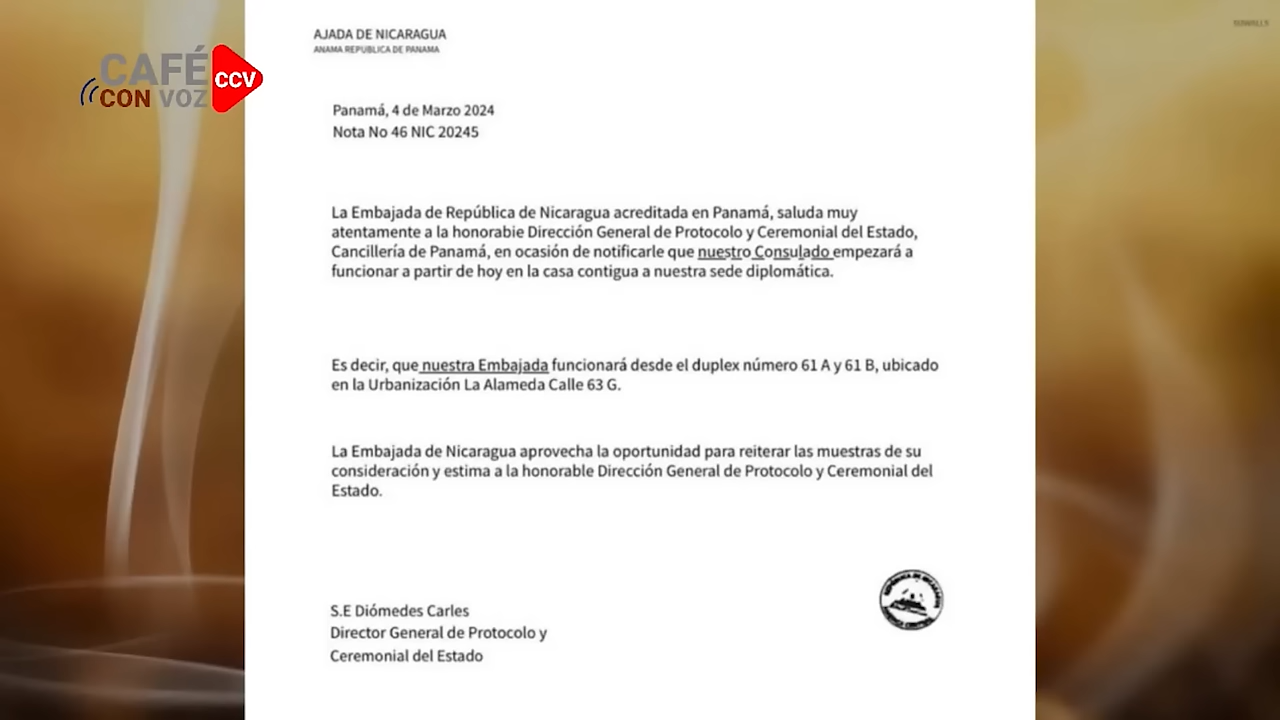 AJADA DE NICARAGUA
ANAMA REPUBLICA DE PANAMA
CAFÉ
CON VOZ
CCV
Panamá, 4 de Marzo 2024
Nota No 46 NIC 20245
La Embajada de República de Nicaragua acreditada en Panamá, saluda muy
atentamente a la honorabie Dirección General de Protocolo y Ceremonial del Estado,
Cancillería de Panamá, en ocasión de notificarle que nuestro Consulado empezará a
funcionar a partir de hoy en la casa contigua a nuestra sede diplomática.
Es decir, que nuestra Embajada funcionará desde el duplex número 61 A y 61 B, ubicado
en la Urbanización La Alameda Calle 63 G.
La Embajada de Nicaragua aprovecha la oportunidad para reiterar las muestras de su
consideración y estima a la honorable Dirección General de Protocolo y Ceremonial del
Estado.
S.E Diómedes Carles
Director General de Protocolo y
Ceremonial del Estado